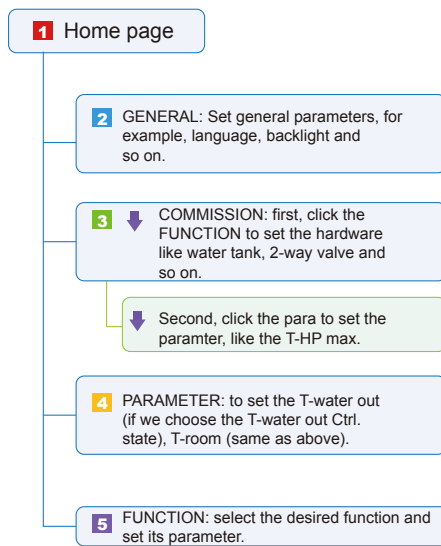 1 Home page
2 GENERAL: Set general parameters, for
example, language, backlight and
so on.
3 COMMISSION: first, click the
FUNCTION to set the hardware
like water tank, 2-way valve and
so on.
Second, click the para to set the
paramter, like the T-HP max.
4 PARAMETER: to set the T-water out
(if we choose the T-water out Ctrl.
state), T-room (same as above).
5 FUNCTION: select the desired function and
set its parameter.